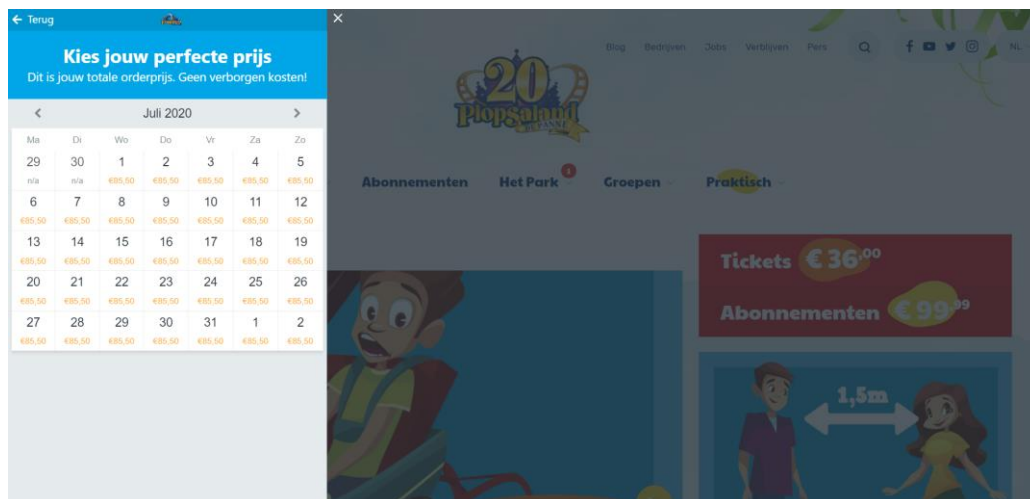 ← Terug
Kies jouw perfecte prijs
Dit is jouw totale orderprijs. Geen verborgen kosten!
Juli 2020
Ma Di Wo Do Vr Za Zo
29 30 1 2 3 4 5
n/a n/a €85,50 €85,50 €85,50 €85,50 €85,50
6 7 8 9 10 11 12
€85,50 €85,50 €85,50 €85,50 €85,50 €85,50 €85,50
13 14 15 16 17 18 19
€85,50 €85,50 €85,50 €85,50 €85,50 €85,50 €85,50
20 21 22 23 24 25 26
€85,50 €85,50 €85,50 €85,50 €85,50 €85,50 €85,50
27 28 29 30 31 1 2
€85,50 €85,50 €85,50 €85,50 €85,50 €85,50 €85,50
Blog Bedrijven Jobs Verblijven Pers NL
20
Plopsaland
DE PANNE
Abonnementen Het Park Groepen Praktisch
Tickets €36,00
Abonnementen €99,99
1,5m